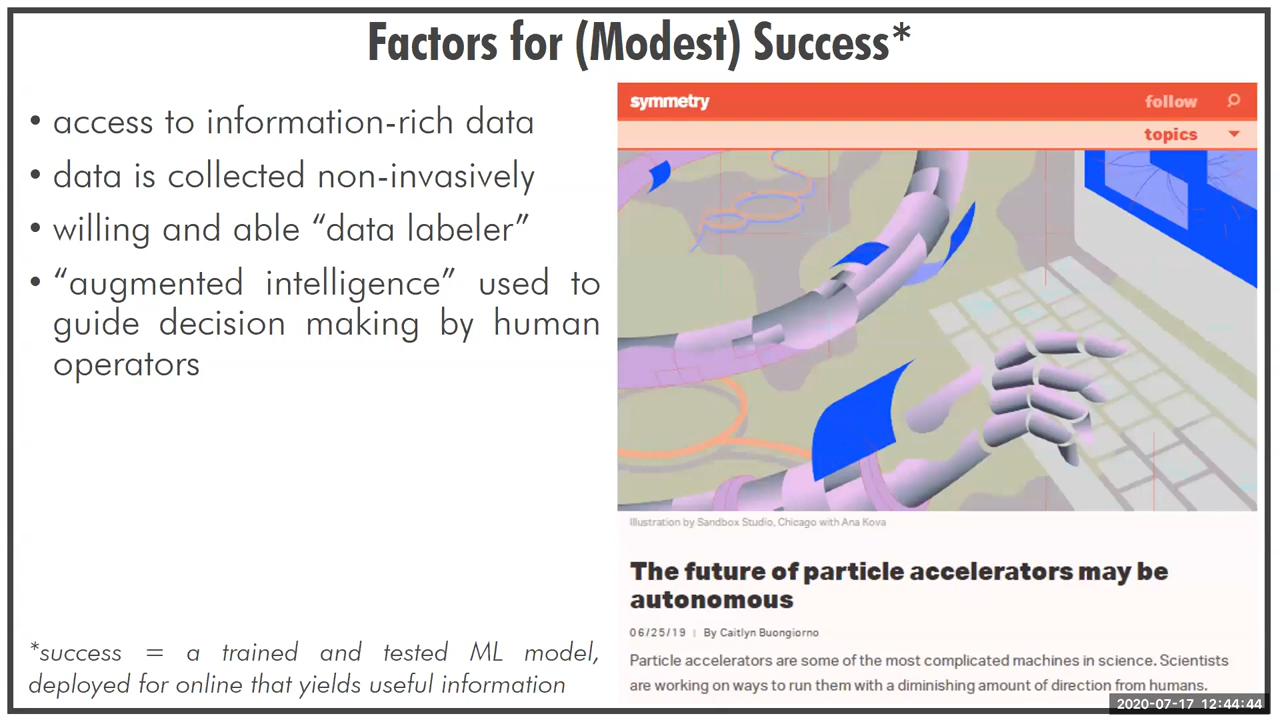 Factors for (Modest) Success*
• access to information-rich data
• data is collected non-invasively
• willing and able “data labeler”
• “augmented intelligence” used to
guide decision making by human
operators
*success = a trained and tested ML model,
deployed for online that yields useful information
symmetry
follow
topics
Illustration by Sandbox Studio, Chicago with Ana Kova
The future of particle accelerators may be
autonomous
06/25/19 | By Caitlyn Buongiorno
Particle accelerators are some of the most complicated machines in science. Scientists
are working on ways to run them with a diminishing amount of direction from humans.
2020-07-17 12:44:44